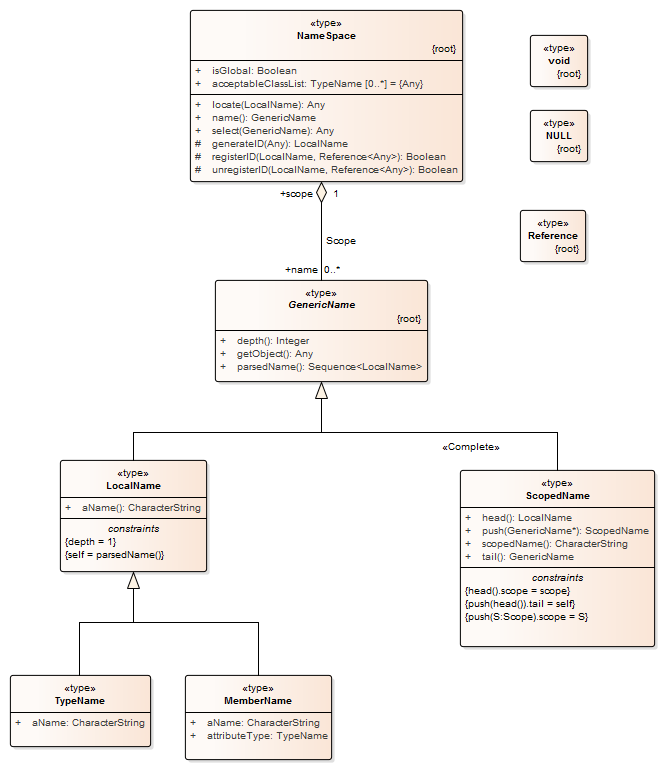 «type»
NameSpace
{root}
+ isGlobal: Boolean
+ acceptableClassList: TypeName [0..*] = {Any}
+ locate(LocalName): Any
+ name(): GenericName
+ select(GenericName): Any
# generateID(Any): LocalName
# registerID(LocalName, Reference<Any>): Boolean
# unregisterID(LocalName, Reference<Any>): Boolean
«type»
void
{root}
«type»
NULL
{root}
«type»
Reference
{root}
+scope 1
Scope
+name 0..*
«type»
GenericName
{root}
+ depth(): Integer
+ getObject(): Any
+ parsedName(): Sequence<LocalName>
«Complete»
«type»
LocalName
+ aName(): CharacterString
constraints
{depth = 1}
{self = parsedName()}
«type»
ScopedName
+ head(): LocalName
+ push(GenericName*): ScopedName
+ scopedName(): CharacterString
+ tail(): GenericName
constraints
{head().scope = scope}
{push(head()).tail = self}
{push(S:Scope).scope = S}
«type»
TypeName
+ aName: CharacterString
«type»
MemberName
+ aName: CharacterString
+ attributeType: TypeName